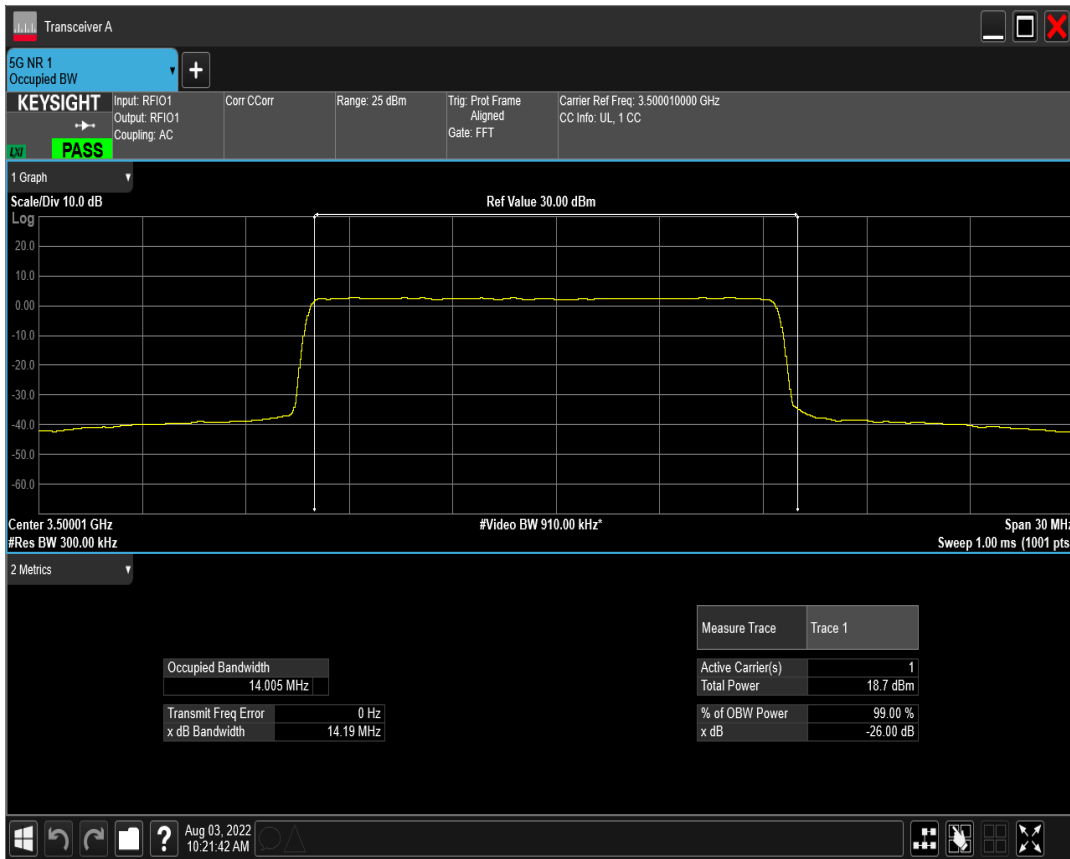 Transceiver A
5G NR 1
Occupied BW
KEYSIGHT
LXI
PASS
Input: RFIO1
Output: RFIO1
Coupling: AC
Corr CCorr
Range: 25 dBm
Trig: Prot Frame
Aligned
Gate: FFT
Carrier Ref Freq: 3.500010000 GHz
CC Info: UL, 1 CC
1 Graph
Scale/Div 10.0 dB
Ref Value 30.00 dBm
Log
20.0
10.0
0.00
-10.0
-20.0
-30.0
-40.0
-50.0
-60.0
Center 3.50001 GHz
#Video BW 910.00 kHz*
Span 30 MHz
#Res BW 300.00 kHz
Sweep 1.00 ms (1001 pts
2 Metrics
Measure Trace Trace 1
Occupied Bandwidth
14.005 MHz
Active Carrier(s) 1
Total Power 18.7 dBm
Transmit Freq Error 0 Hz
x dB Bandwidth 14.19 MHz
% of OBW Power 99.00 %
x dB -26.00 dB
?
Aug 03, 2022
10:21:42 AM